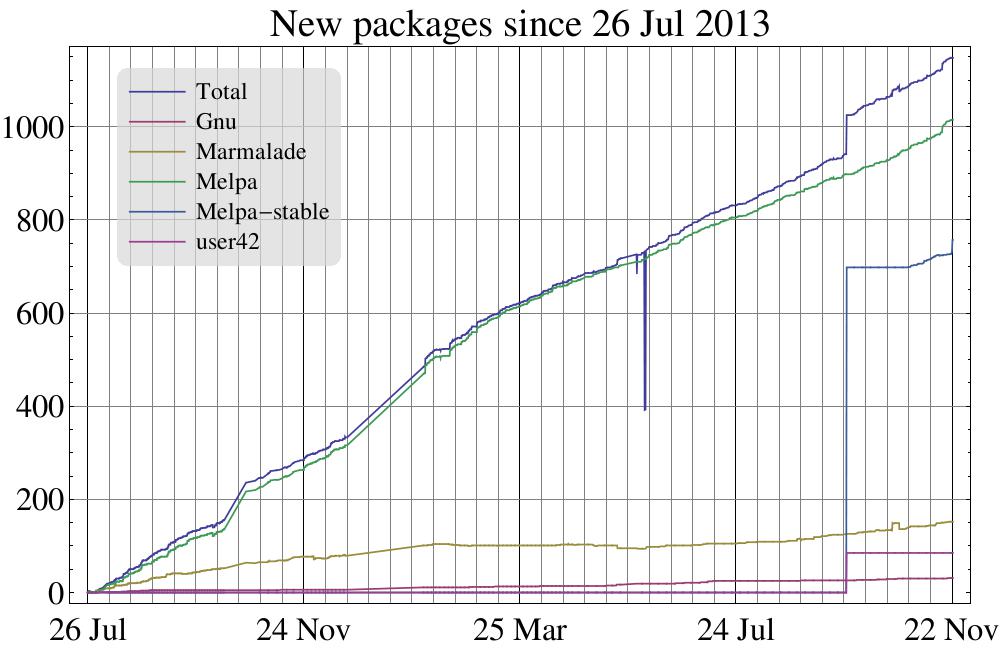 New packages since 26 Jul 2013
Total
Gnu
Marmalade
Melpa
Melpa-stable
user42
1000
800
600
400
200
0
26 Jul 24 Nov 25 Mar 24 Jul 22 Nov